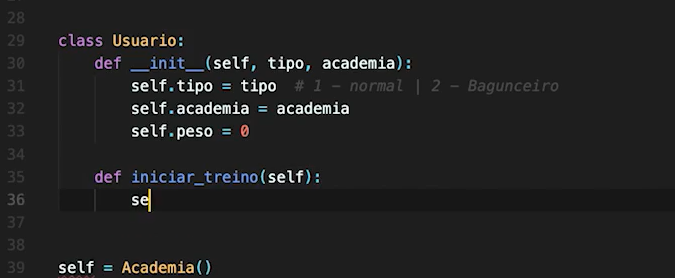 28
29 class Usuario:
30 def __init__(self, tipo, academia):
31 self.tipo = tipo # 1 - normal | 2 - Bagunceiro
32 self.academia = academia
33 self.peso = 0
34
35 def iniciar_treino(self):
36 se
37
38
39 self = Academia()